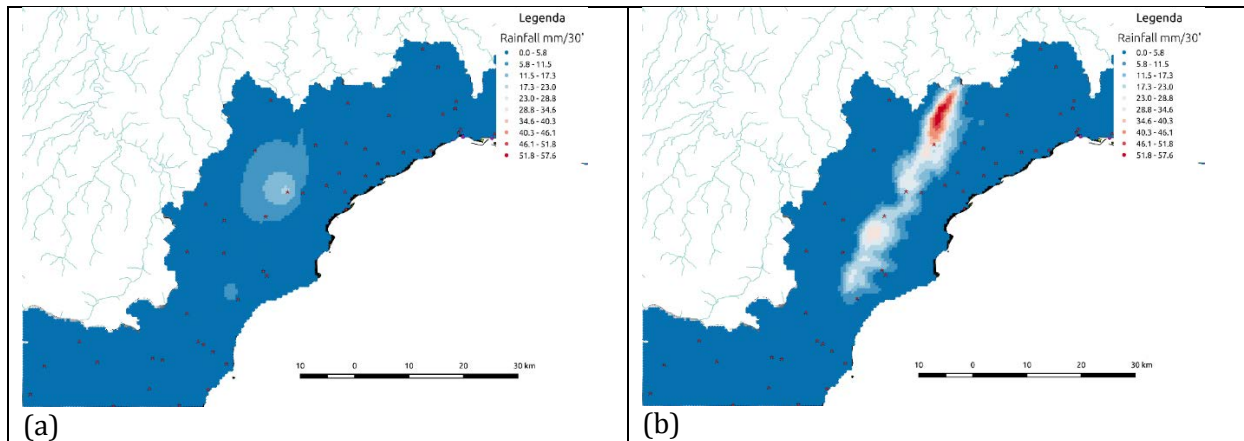 Legenda
Rainfall mm/30'
0.0 - 5.8
5.8 - 11.5
11.5 - 17.3
17.3 - 23.0
23.0 - 28.8
28.8 - 34.6
34.6 - 40.3
40.3 - 46.1
46.1 - 51.8
51.8 - 57.6
10 0 10 20 30 km
(a)
Legenda
Rainfall mm/30'
0.0 - 5.8
5.8 - 11.5
11.5 - 17.3
17.3 - 23.0
23.0 - 28.8
28.8 - 34.6
34.6 - 40.3
40.3 - 46.1
46.1 - 51.8
51.8 - 57.6
10 0 10 20 30 km
(b)